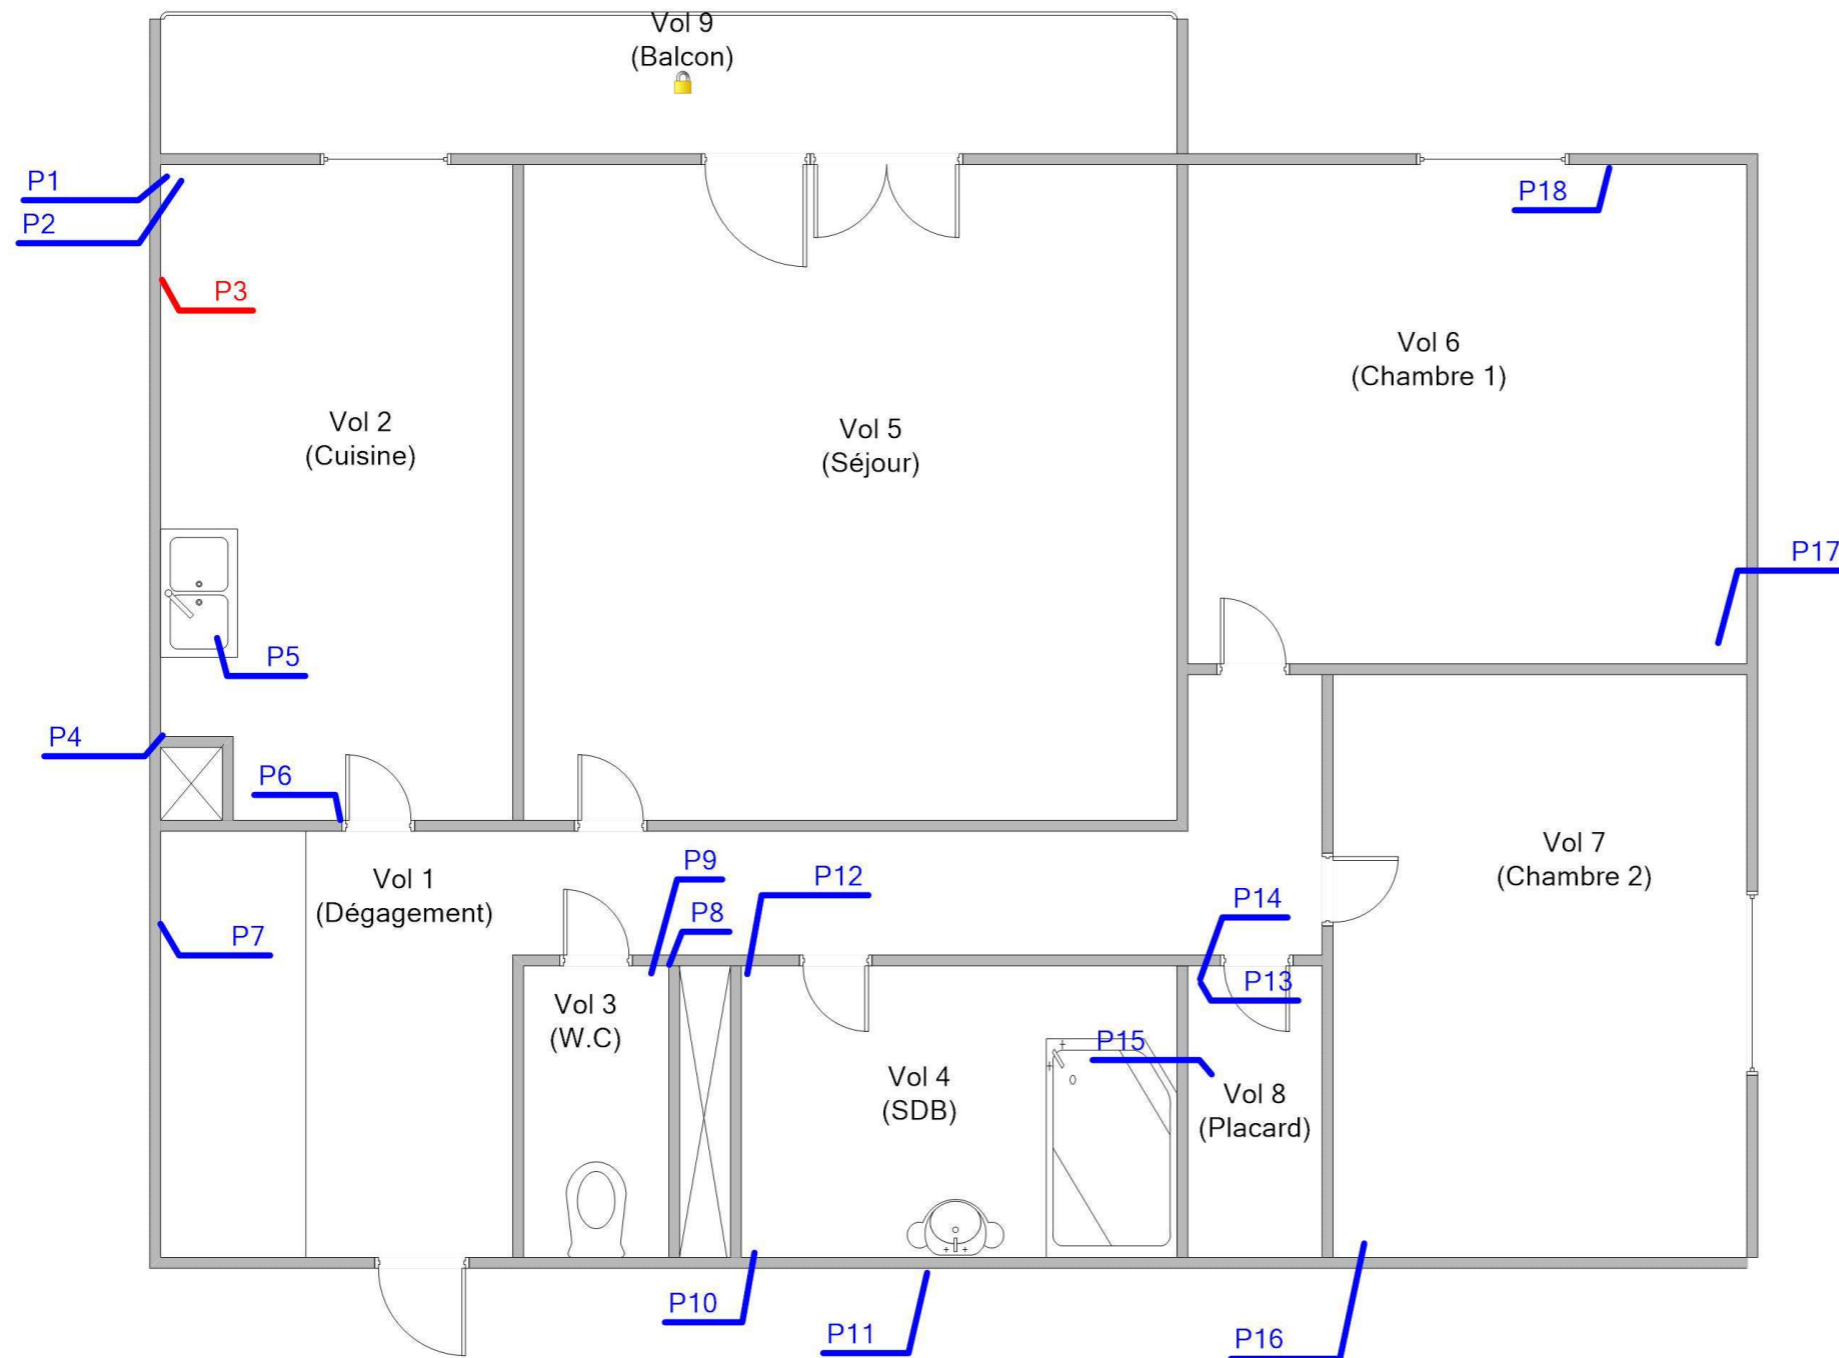 Vol 9
(Balcon)
P1
P2
P18
P3
Vol 6
(Chambre 1)
Vol 2
(Cuisine)
Vol 5
(Séjour)
P17
P5
P4
P6
Vol 7
(Chambre 2)
Vol 1
(Dégagement)
P9
P12
P8
P14
P7
P13
Vol 3
(W.C)
P15
Vol 4
(SDB)
Vol 8
(Placard)
P10
P11
P16